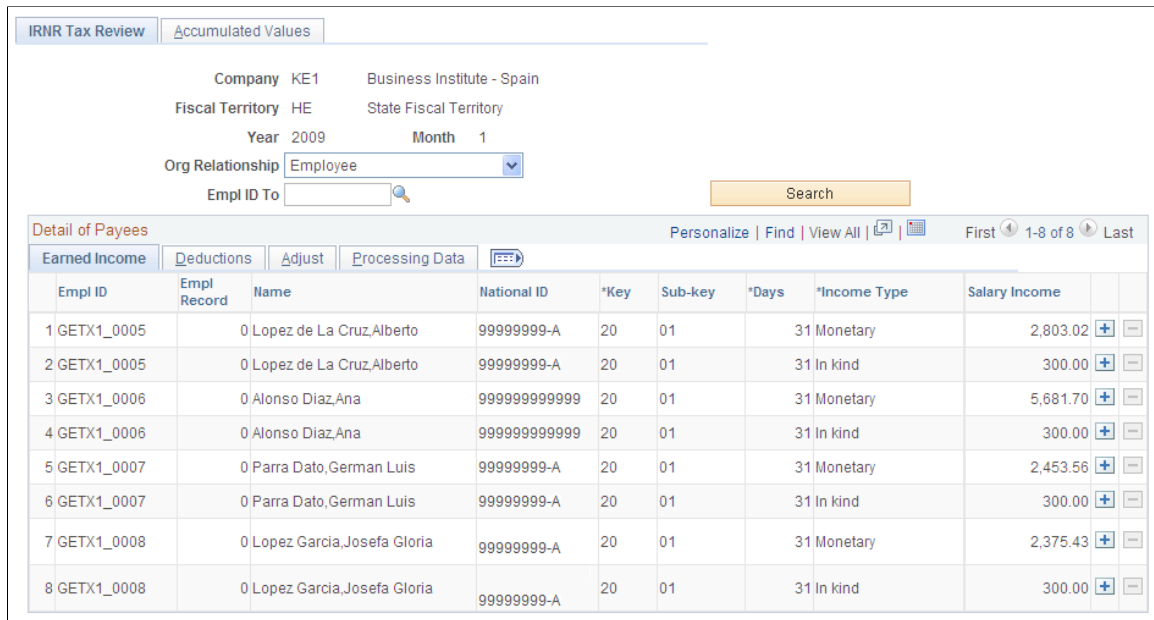 IRNR Tax Review Accumulated Values
Company KE1 Business Institute - Spain
Fiscal Territory HE State Fiscal Territory
Year 2009 Month 1
Org Relationship Employee
Empl ID To Search
Detail of Payees Personalize | Find | View All | | First 1-8 of 8 Last
Earned Income Deductions Adjust Processing Data
Empl ID Empl Record Name National ID *Key Sub-key *Days *Income Type Salary Income
1 GETX1_0005 0 Lopez de La Cruz,Alberto 99999999-A 20 01 31 Monetary 2,803.02
2 GETX1_0005 0 Lopez de La Cruz,Alberto 99999999-A 20 01 31 In kind 300.00
3 GETX1_0006 0 Alonso Diaz,Ana 999999999999 20 01 31 Monetary 5,681.70
4 GETX1_0006 0 Alonso Diaz,Ana 999999999999 20 01 31 In kind 300.00
5 GETX1_0007 0 Parra Dato,German Luis 99999999-A 20 01 31 Monetary 2,453.56
6 GETX1_0007 0 Parra Dato,German Luis 99999999-A 20 01 31 In kind 300.00
7 GETX1_0008 0 Lopez Garcia,Josefa Gloria 99999999-A 20 01 31 Monetary 2,375.43
8 GETX1_0008 0 Lopez Garcia,Josefa Gloria 99999999-A 20 01 31 In kind 300.00